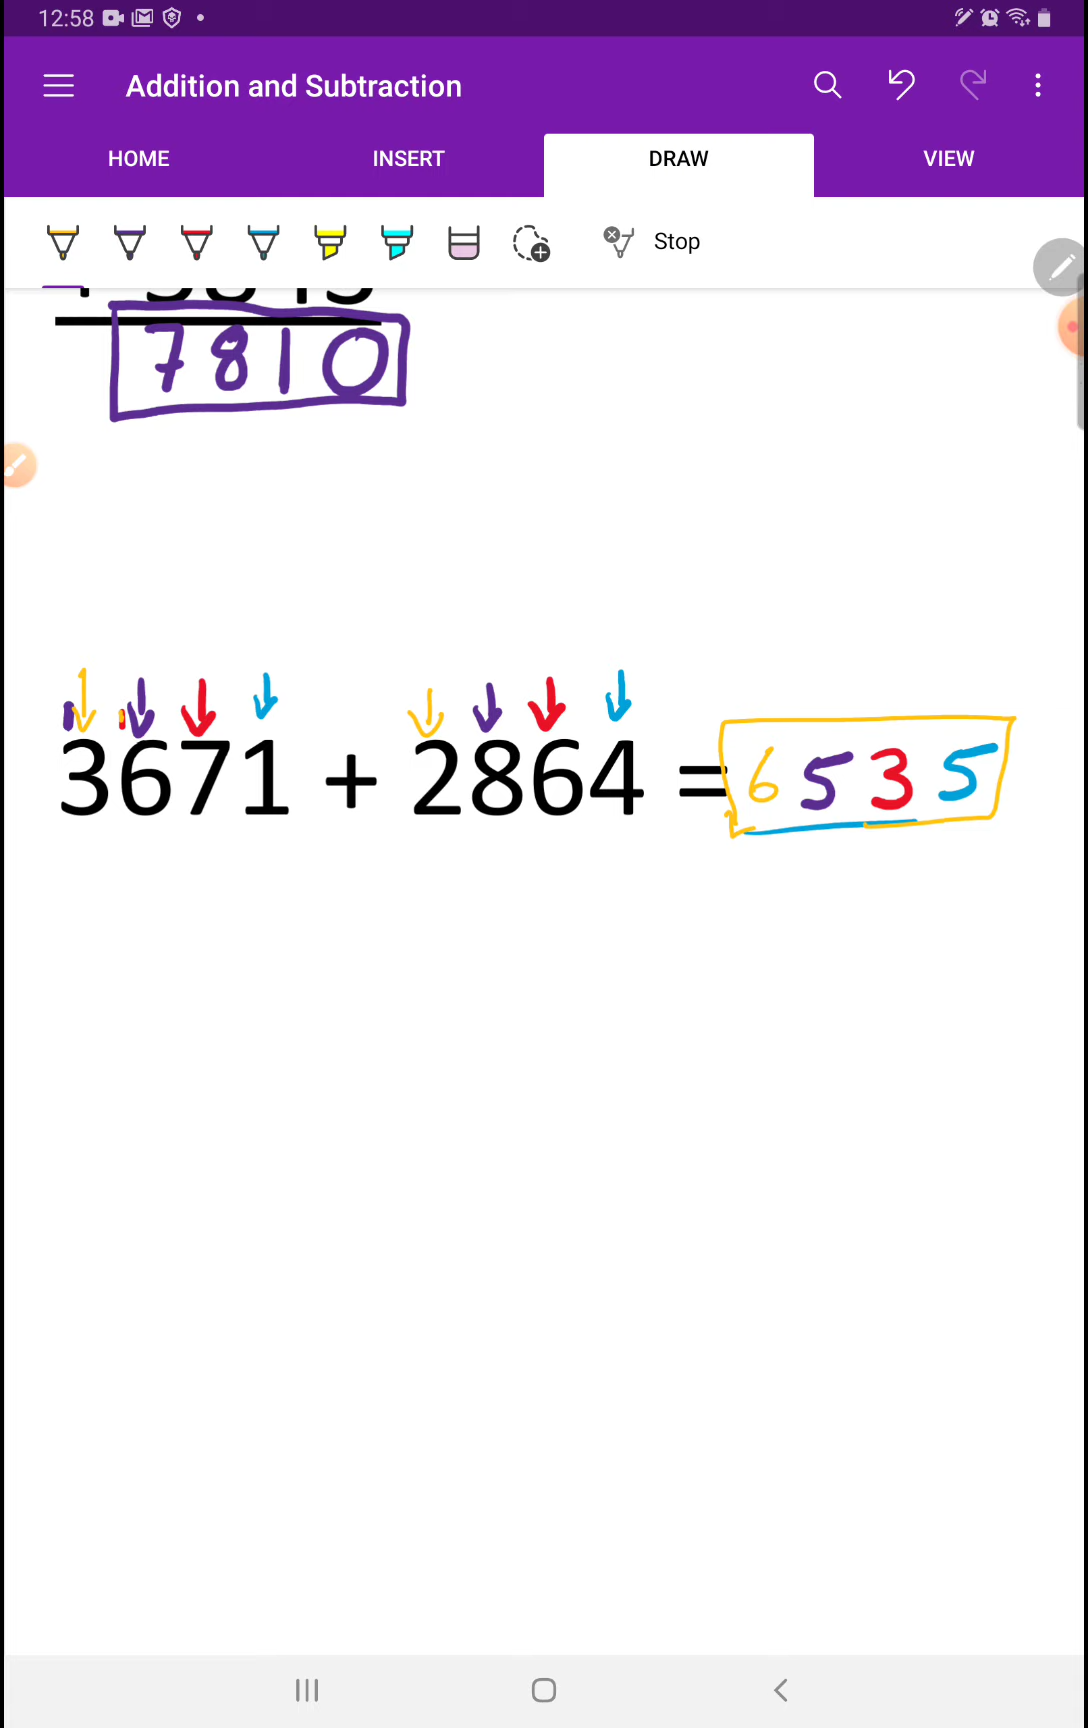 12:58
Addition and Subtraction
HOME INSERT DRAW VIEW
Stop
7810
3671 + 2864 = 6535